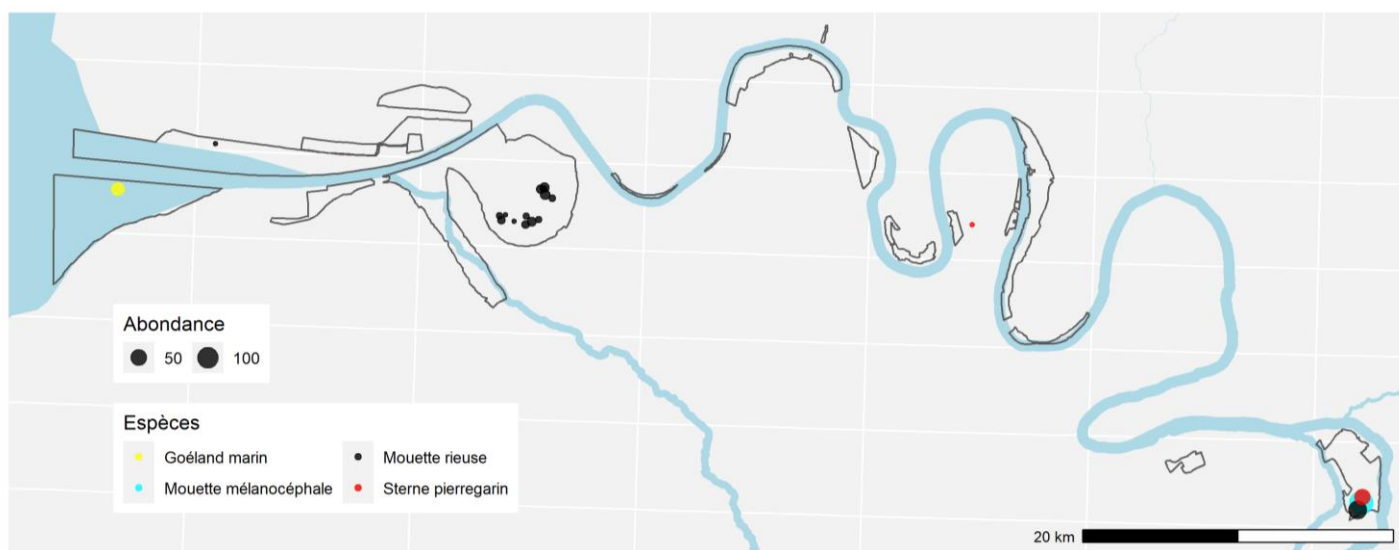 Abondance
50 100
Espèces
Goéland marin Mouette rieuse
Mouette mélanocéphale Sterne pierregarin
20 km